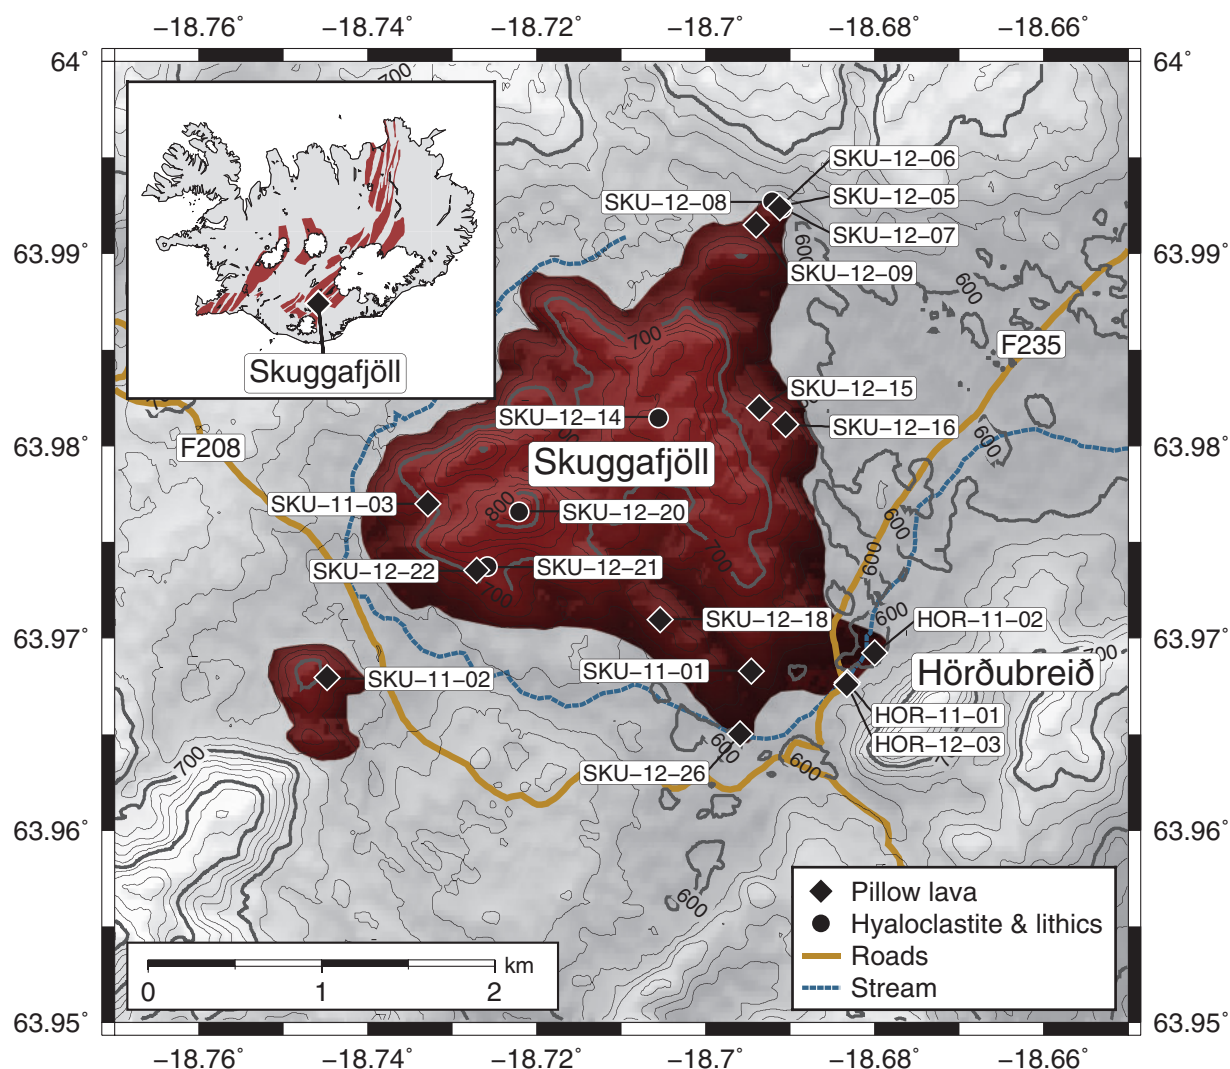 −18.76°
−18.74°
−18.72°
−18.7°
−18.68°
−18.66°
64°
64°
700
SKU−12−06
SKU−12−08
SKU−12−05
SKU−12−07
600
SKU−12−09
63.99°
63.99°
600
700
F235
Skuggafjöll
SKU−12−15
SKU−12−14
SKU−12−16
600
63.98°
63.98°
F208
Skuggafjöll
SKU−11−03
800
SKU−12−20
600
600
700
SKU−12−22
SKU−12−21
700
600
SKU−12−18
HOR−11−02
63.97°
63.97°
700
SKU−11−02
SKU−11−01
Hörðubreið
HOR−11−01
HOR−12−03
700
600
600
SKU−12−26
63.96°
63.96°
600
Pillow lava
Hyaloclastite & lithics
Roads
Stream
km
0
1
2
63.95°
63.95°
−18.76°
−18.74°
−18.72°
−18.7°
−18.68°
−18.66°